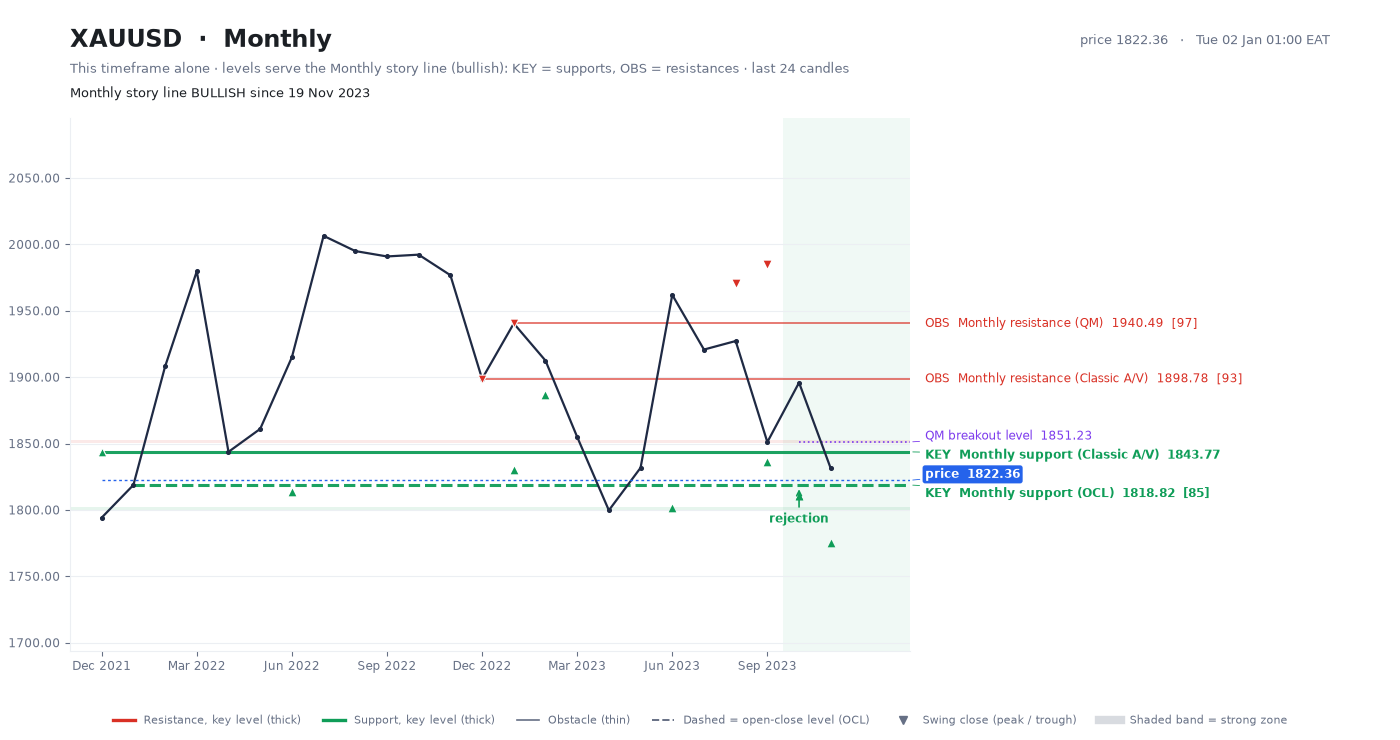 XAUUSD · Monthly
price 1822.36 · Tue 02 Jan 01:00 EAT
This timeframe alone · levels serve the Monthly story line (bullish): KEY = supports, OBS = resistances · last 24 candles
Monthly story line BULLISH since 19 Nov 2023
2050.00
2000.00
1950.00
1900.00
1850.00
1800.00
1750.00
1700.00
OBS Monthly resistance (QM) 1940.49 [97]
OBS Monthly resistance (Classic A/V) 1898.78 [93]
QM breakout level 1851.23
KEY Monthly support (Classic A/V) 1843.77
price 1822.36
KEY Monthly support (OCL) 1818.82 [85]
rejection
Dec 2021 Mar 2022 Jun 2022 Sep 2022 Dec 2022 Mar 2023 Jun 2023 Sep 2023
Resistance, key level (thick) Support, key level (thick) Obstacle (thin) Dashed = open-close level (OCL) Swing close (peak / trough) Shaded band = strong zone